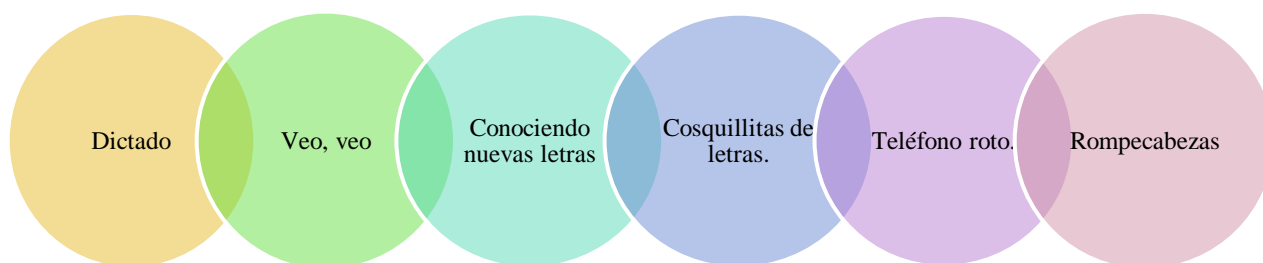 Dictado
Veo, veo
Conociendo
nuevas letras
Cosquillitas de
letras.
Teléfono roto.
Rompecabezas